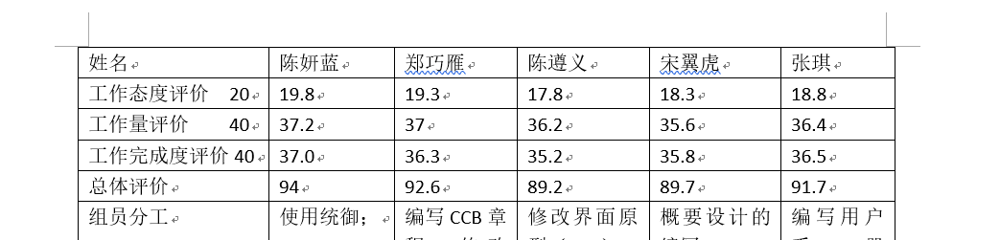 姓名 陈妍蓝 郑巧雁 陈遵义 宋翼虎 张琪
工作态度评价 20 19.8 19.3 17.8 18.3 18.8
工作量评价 40 37.2 37 36.2 35.6 36.4
工作完成度评价 40 37.0 36.3 35.2 35.8 36.5
总体评价 94 92.6 89.2 89.7 91.7
组员分工 使用统御； 编写 CCB 章 修改界面原 概要设计的 编写用户